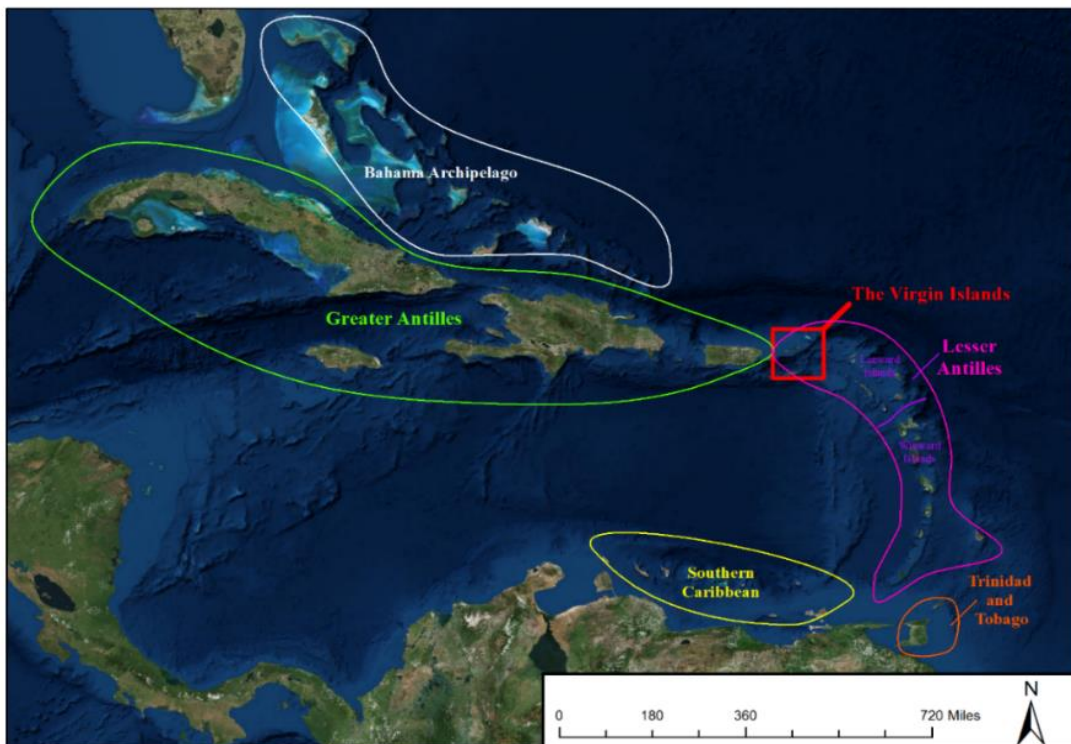 Bahama Archipelago
Greater Antilles
The Virgin Islands
Lesser
Antilles
Leeward
Islands
Windward
Islands
Southern
Caribbean
Trinidad
and
Tobago
N
0 180 360 720 Miles